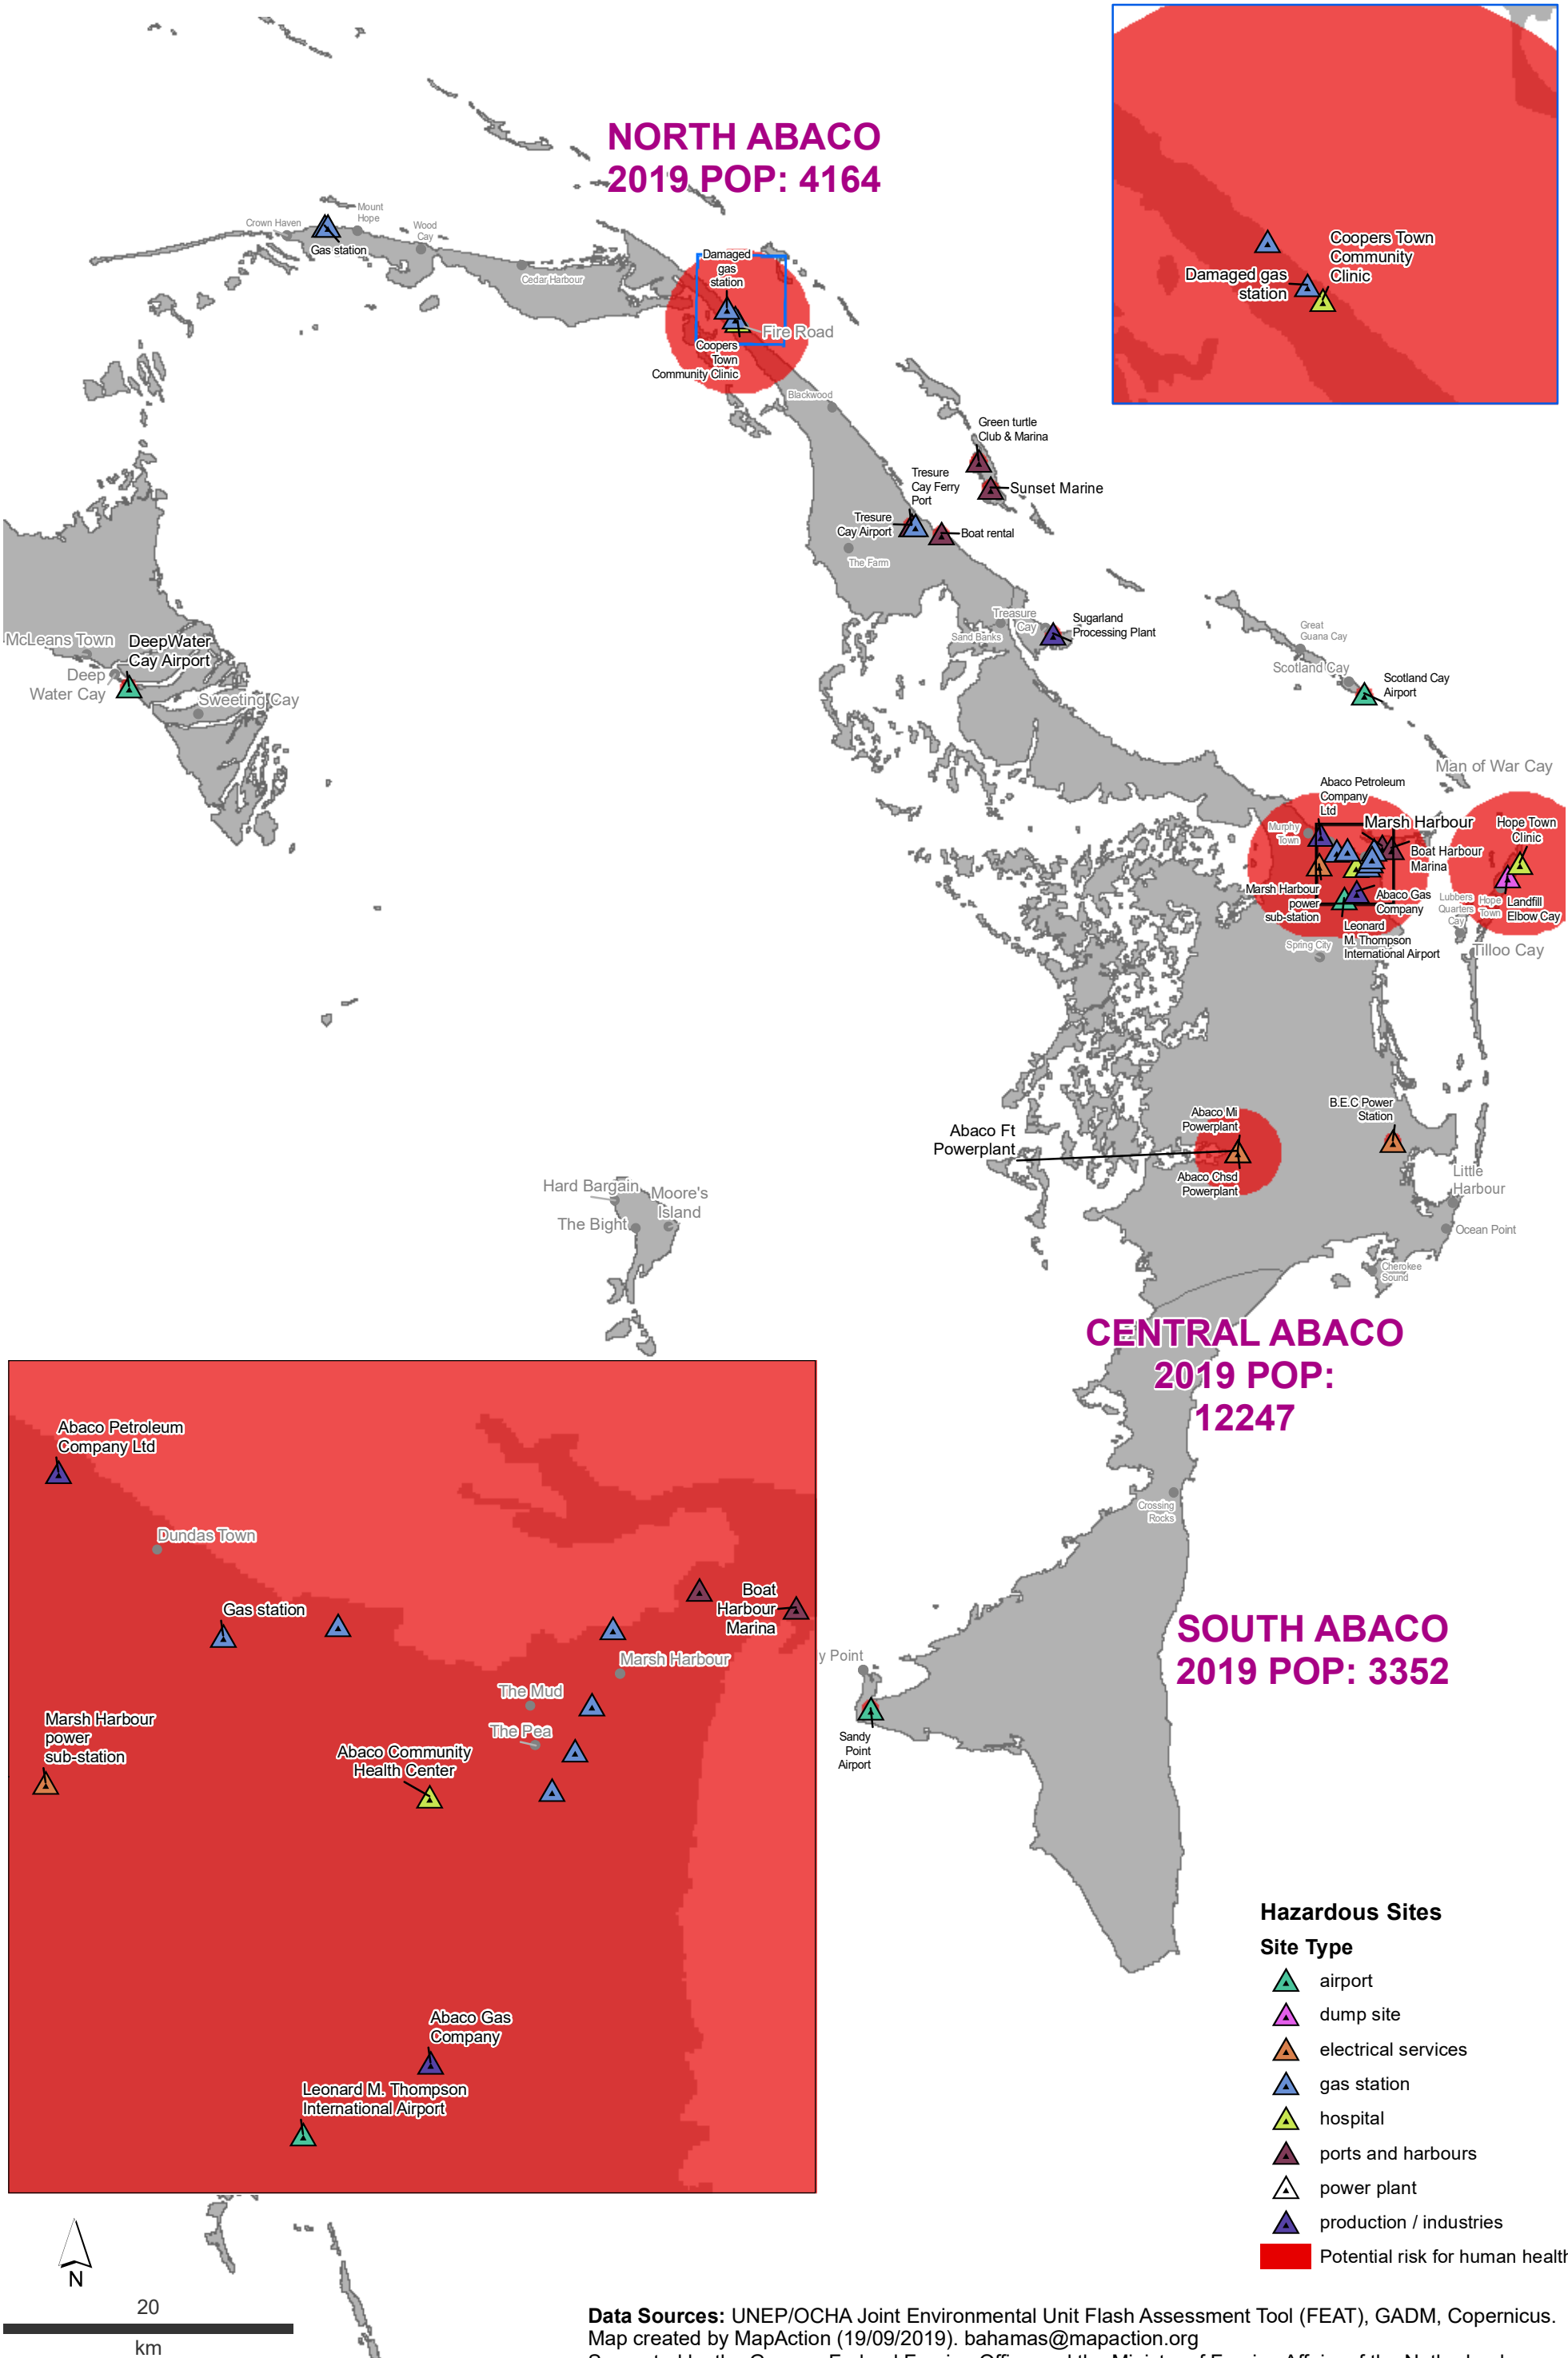 NORTH ABACO
2019 POP: 4164
Crown Haven
Mount
Hope
Wood
Cay
Gas station
Cedar Harbour
Damaged
gas
station
Fire Road
Coopers
Town
Community Clinic
Blackwood
Coopers Town
Community
Clinic
Damaged gas
station
Green turtle
Club & Marina
Tresure
Cay Ferry
Port
Sunset Marine
Tresure
Cay Airport
Boat rental
The Farm
Treasure
Cay
Sand Banks
Sugarland
Processing Plant
Great
Guana Cay
Scotland Cay
Scotland Cay
Airport
McLeans Town
DeepWater
Cay Airport
Deep
Water Cay
Sweeting Cay
Man of War Cay
Abaco Petroleum
Company
Ltd
Murphy
Town
Marsh Harbour
Boat Harbour
Marina
Hope Town
Clinic
Marsh Harbour
power
sub-station
Abaco Gas
Company
Lubbers
Quarters
Cay
Hope
Town
Landfill
Elbow Cay
Leonard
M. Thompson
International Airport
Spring City
Tilloo Cay
Abaco Mi
Powerplant
B.E.C Power
Station
Abaco Ft
Powerplant
Abaco Chsd
Powerplant
Little
Harbour
Ocean Point
Cherokee
Sound
Hard Bargain
Moore's
Island
The Bight
CENTRAL ABACO
2019 POP:
12247
Crossing
Rocks
SOUTH ABACO
2019 POP: 3352
y Point
Sandy
Point
Airport
Abaco Petroleum
Company Ltd
Dundas Town
Gas station
Boat
Harbour
Marina
Marsh Harbour
The Mud
The Pea
Marsh Harbour
power
sub-station
Abaco Community
Health Center
Abaco Gas
Company
Leonard M. Thompson
International Airport
Hazardous Sites
Site Type
airport
dump site
electrical services
gas station
hospital
ports and harbours
power plant
production / industries
Potential risk for human health
N
20
km
Data Sources: UNEP/OCHA Joint Environmental Unit Flash Assessment Tool (FEAT), GADM, Copernicus.
Map created by MapAction (19/09/2019). bahamas@mapaction.org